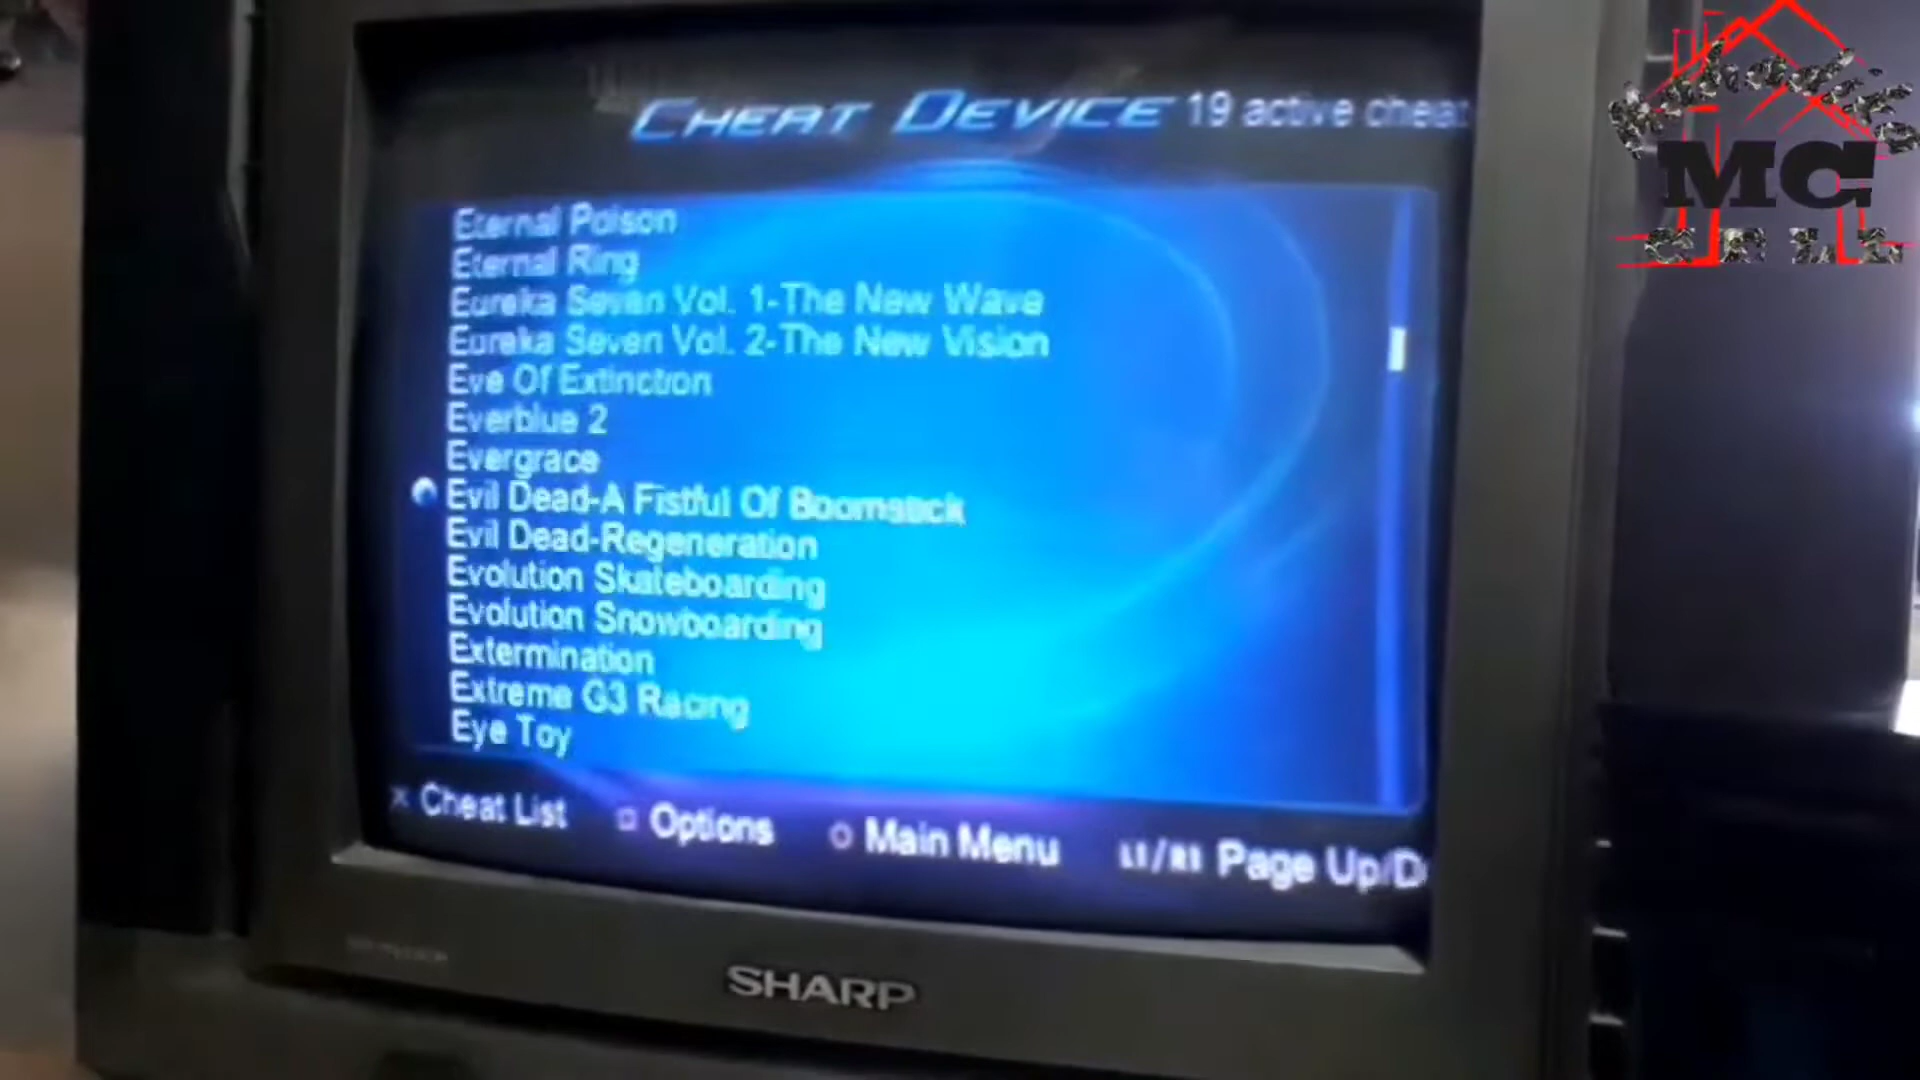 CHEAT DEVICE 19 active cheat
Eternal Poison
Eternal Ring
Eureka Seven Vol. 1-The New Wave
Eureka Seven Vol. 2-The New Vision
Eve Of Extinction
Everblue 2
Evergrace
Evil Dead-A Fistful Of Boomstick
Evil Dead-Regeneration
Evolution Skateboarding
Evolution Snowboarding
Extermination
Extreme G3 Racing
Eye Toy
Cheat List Options Main Menu L1/R1 Page Up/D
SHARP
MC
CELL